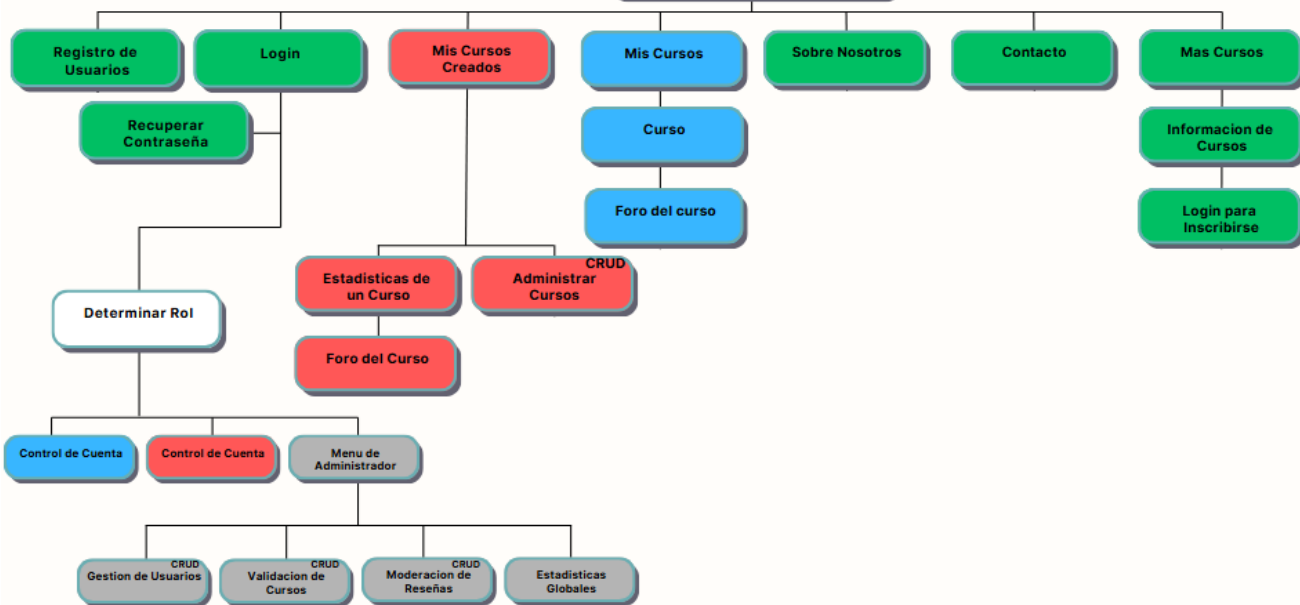 Registro de
Usuarios
Login
Mis Cursos
Creados
Mis Cursos
Sobre Nosotros
Contacto
Mas Cursos
Recuperar
Contraseña
Curso
Informacion de
Cursos
Foro del curso
Login para
Inscribirse
Estadisticas de
un Curso
CRUD
Administrar
Cursos
Determinar Rol
Foro del Curso
Control de Cuenta
Control de Cuenta
Menu de
Administrador
CRUD
Gestion de Usuarios
CRUD
Validacion de
Cursos
CRUD
Moderacion de
Reseñas
Estadisticas
Globales